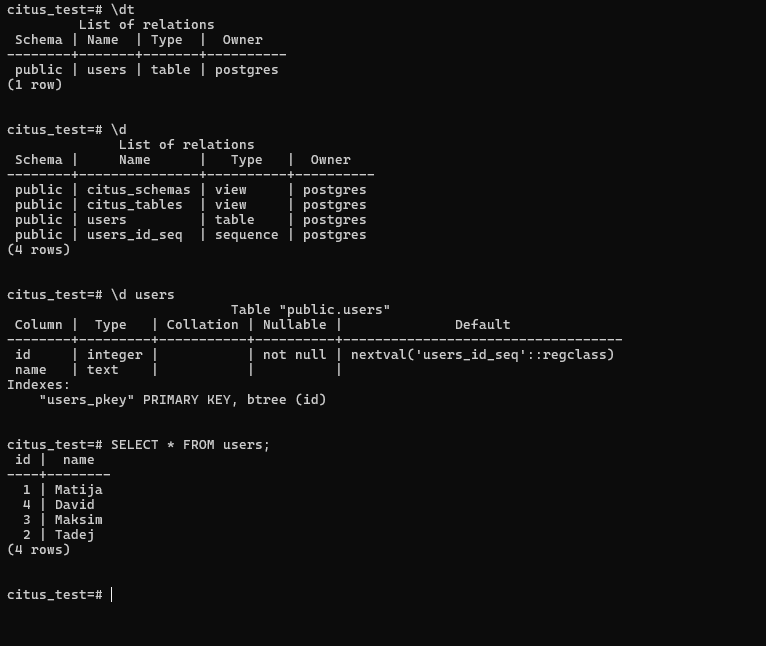 citus_test=# \dt
         List of relations
 Schema | Name  | Type  |  Owner
--------+-------+-------+----------
 public | users | table | postgres
(1 row)
citus_test=# \d
              List of relations
 Schema |     Name      |   Type   |  Owner
--------+---------------+----------+----------
 public | citus_schemas | view     | postgres
 public | citus_tables  | view     | postgres
 public | users         | table    | postgres
 public | users_id_seq  | sequence | postgres
(4 rows)
citus_test=# \d users
                            Table "public.users"
 Column |  Type   | Collation | Nullable |              Default
--------+---------+-----------+----------+-----------------------------------
 id     | integer |           | not null | nextval('users_id_seq'::regclass)
 name   | text    |           |          |
Indexes:
    "users_pkey" PRIMARY KEY, btree (id)
citus_test=# SELECT * FROM users;
 id |  name
----+--------
  1 | Matija
  4 | David
  3 | Maksim
  2 | Tadej
(4 rows)
citus_test=#